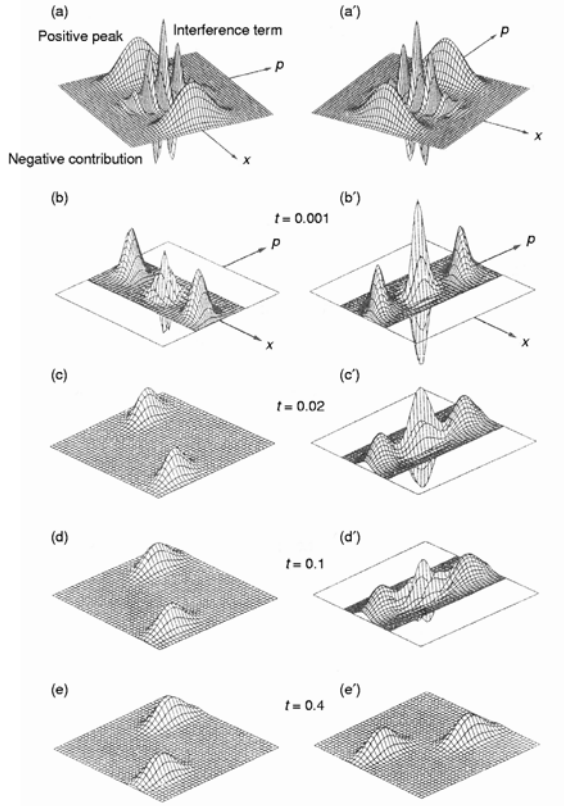 (a)
(a′)
Positive peak
Interference term
p
p
x
x
Negative contribution
(b)
t = 0.001
(b′)
p
p
x
x
(c)
t = 0.02
(c′)
(d)
t = 0.1
(d′)
(e)
t = 0.4
(e′)